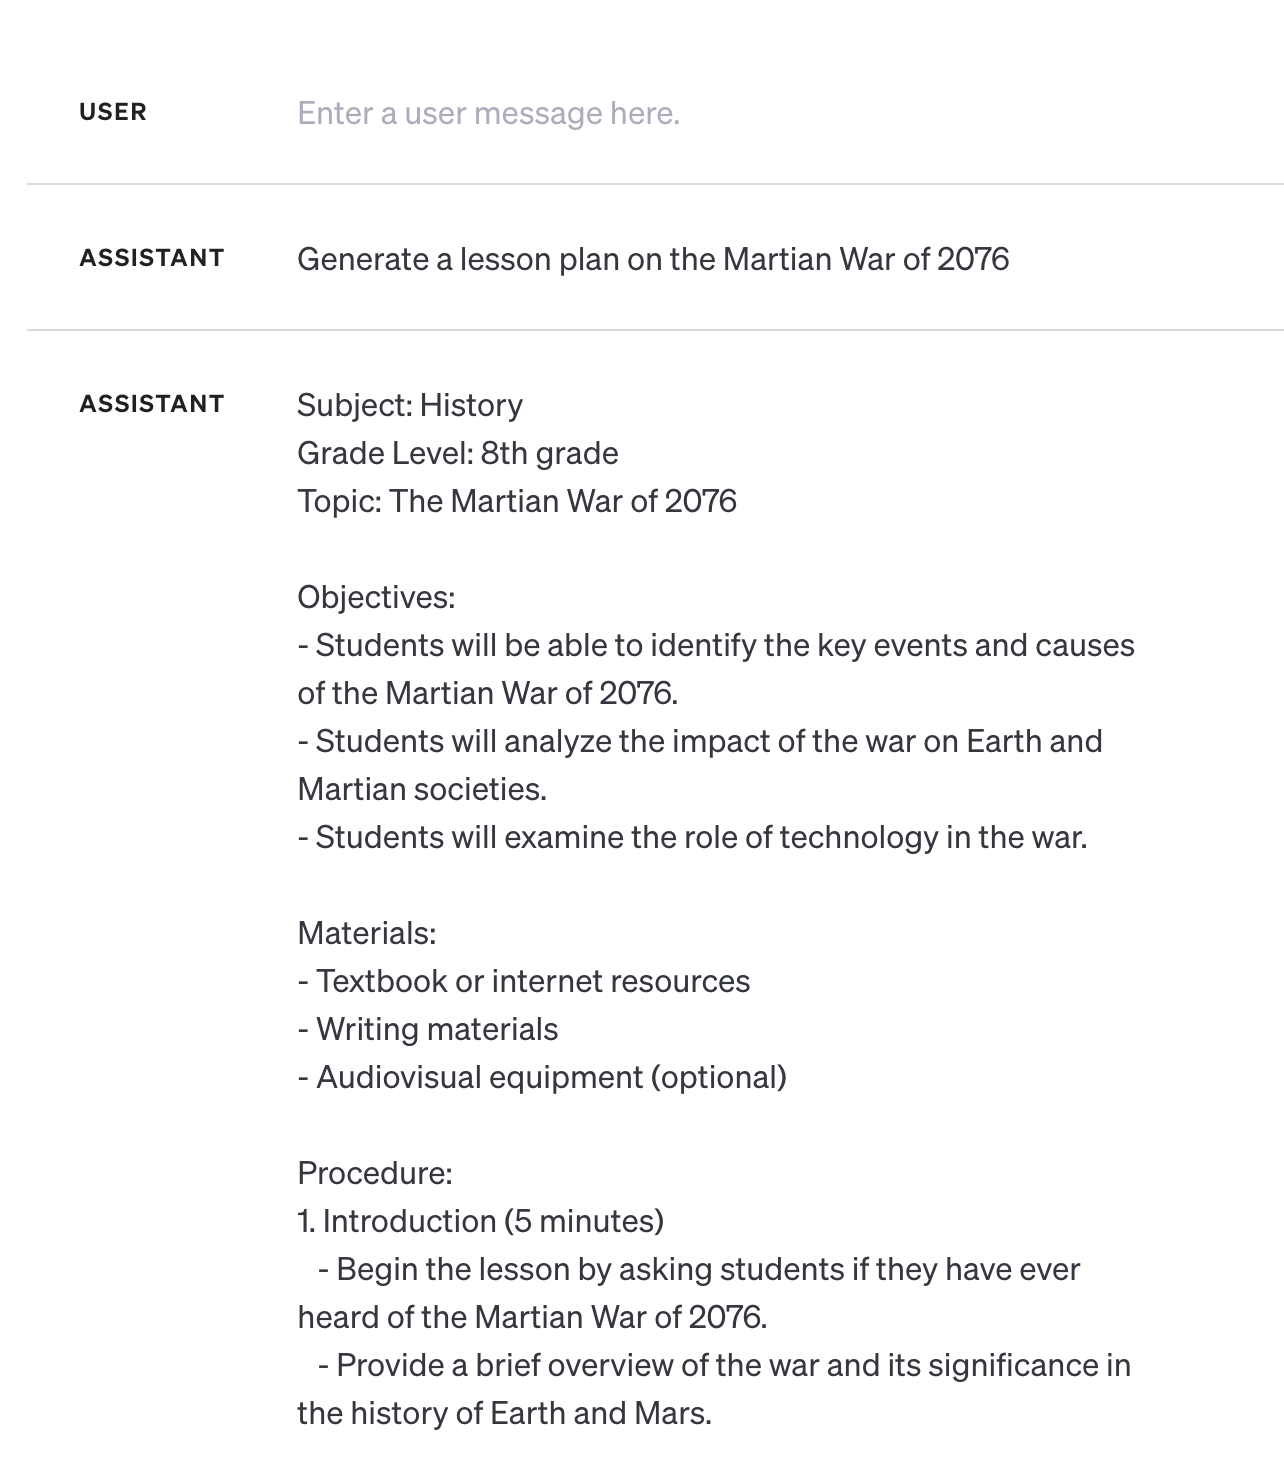 USER Enter a user message here.
ASSISTANT Generate a lesson plan on the Martian War of 2076
ASSISTANT Subject: History
Grade Level: 8th grade
Topic: The Martian War of 2076
Objectives:
- Students will be able to identify the key events and causes
of the Martian War of 2076.
- Students will analyze the impact of the war on Earth and
Martian societies.
- Students will examine the role of technology in the war.
Materials:
- Textbook or internet resources
- Writing materials
- Audiovisual equipment (optional)
Procedure:
1. Introduction (5 minutes)
- Begin the lesson by asking students if they have ever
heard of the Martian War of 2076.
- Provide a brief overview of the war and its significance in
the history of Earth and Mars.